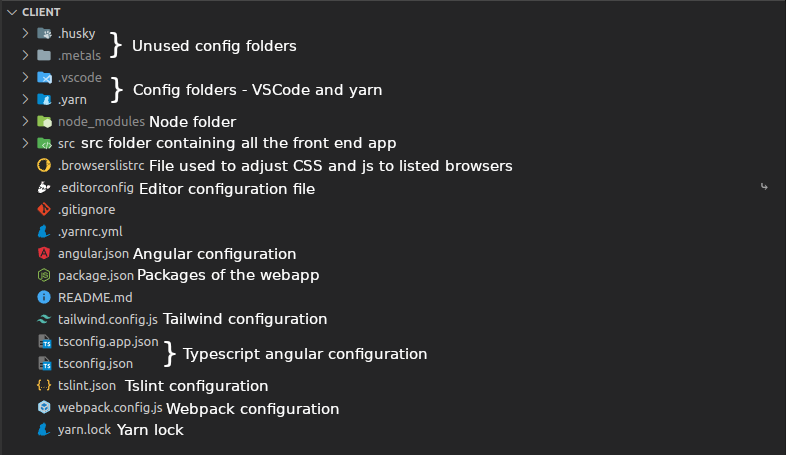 CLIENT
.husky
} Unused config folders
.metals
.vscode
} Config folders - VSCode and yarn
.yarn
node_modules Node folder
src src folder containing all the front end app
.browserslistrc File used to adjust CSS and js to listed browsers
.editorconfig Editor configuration file
.gitignore
.yarnrc.yml
angular.json Angular configuration
package.json Packages of the webapp
README.md
tailwind.config.js Tailwind configuration
tsconfig.app.json
} Typescript angular configuration
tsconfig.json
tslint.json Tslint configuration
webpack.config.js Webpack configuration
yarn.lock Yarn lock